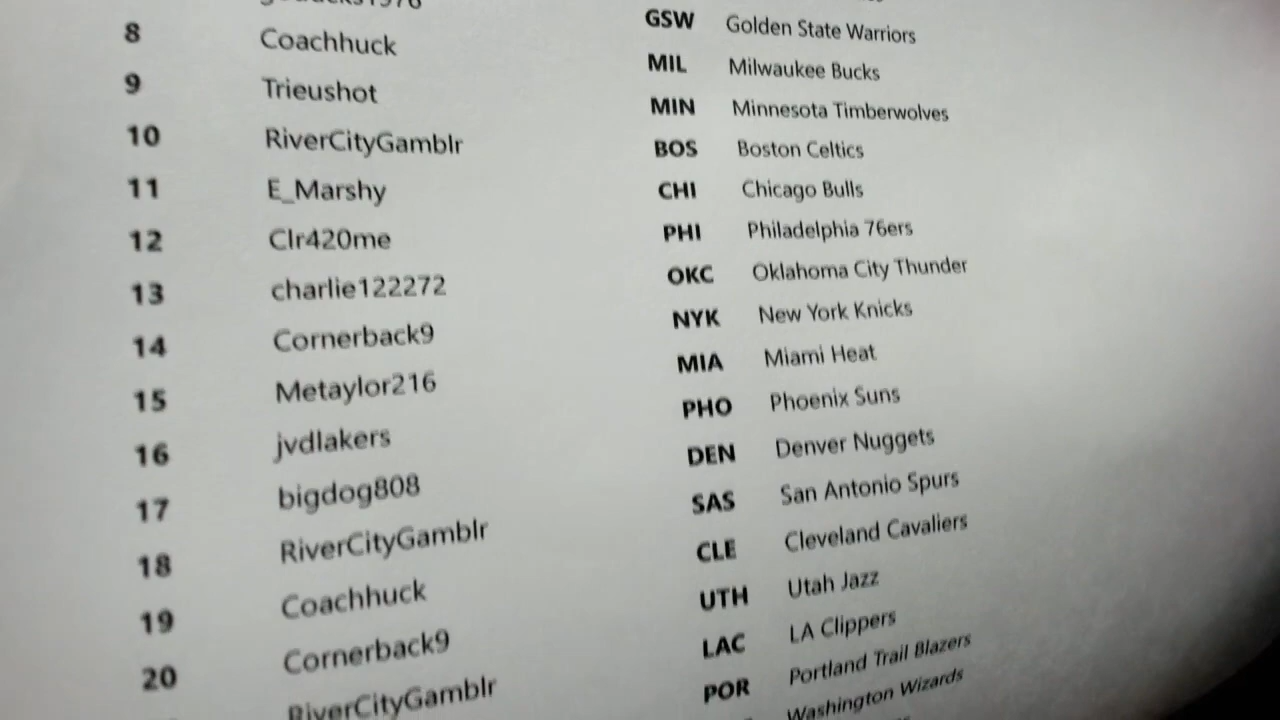 GSW Golden State Warriors
8 Coachhuck MIL Milwaukee Bucks
9 Trieushot MIN Minnesota Timberwolves
10 RiverCityGamblr BOS Boston Celtics
11 E_Marshy CHI Chicago Bulls
12 Clr420me PHI Philadelphia 76ers
13 charlie122272 OKC Oklahoma City Thunder
14 Cornerback9 NYK New York Knicks
15 Metaylor216 MIA Miami Heat
16 jvdlakers PHO Phoenix Suns
17 bigdog808 DEN Denver Nuggets
18 RiverCityGamblr SAS San Antonio Spurs
19 Coachhuck CLE Cleveland Cavaliers
20 Cornerback9 UTH Utah Jazz
RiverCityGamblr LAC LA Clippers
POR Portland Trail Blazers
Washington Wizards